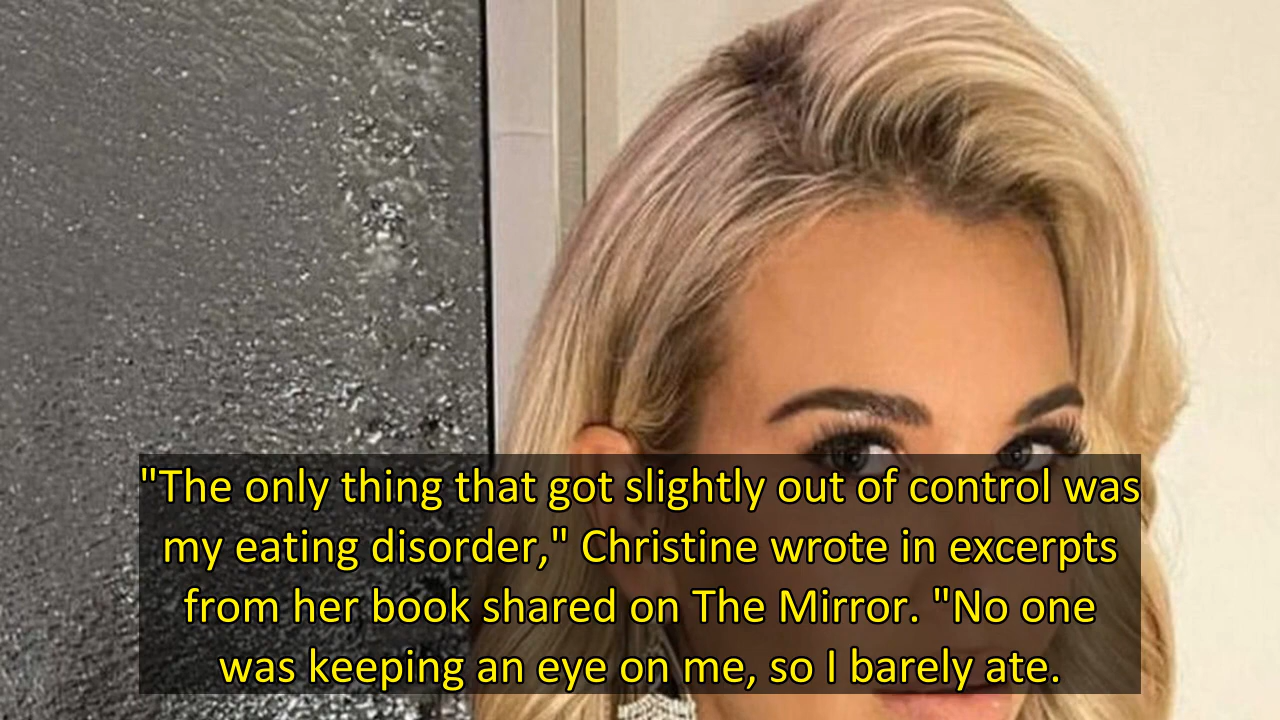 "The only thing that got slightly out of control was
my eating disorder," Christine wrote in excerpts
from her book shared on The Mirror. "No one
was keeping an eye on me, so I barely ate.